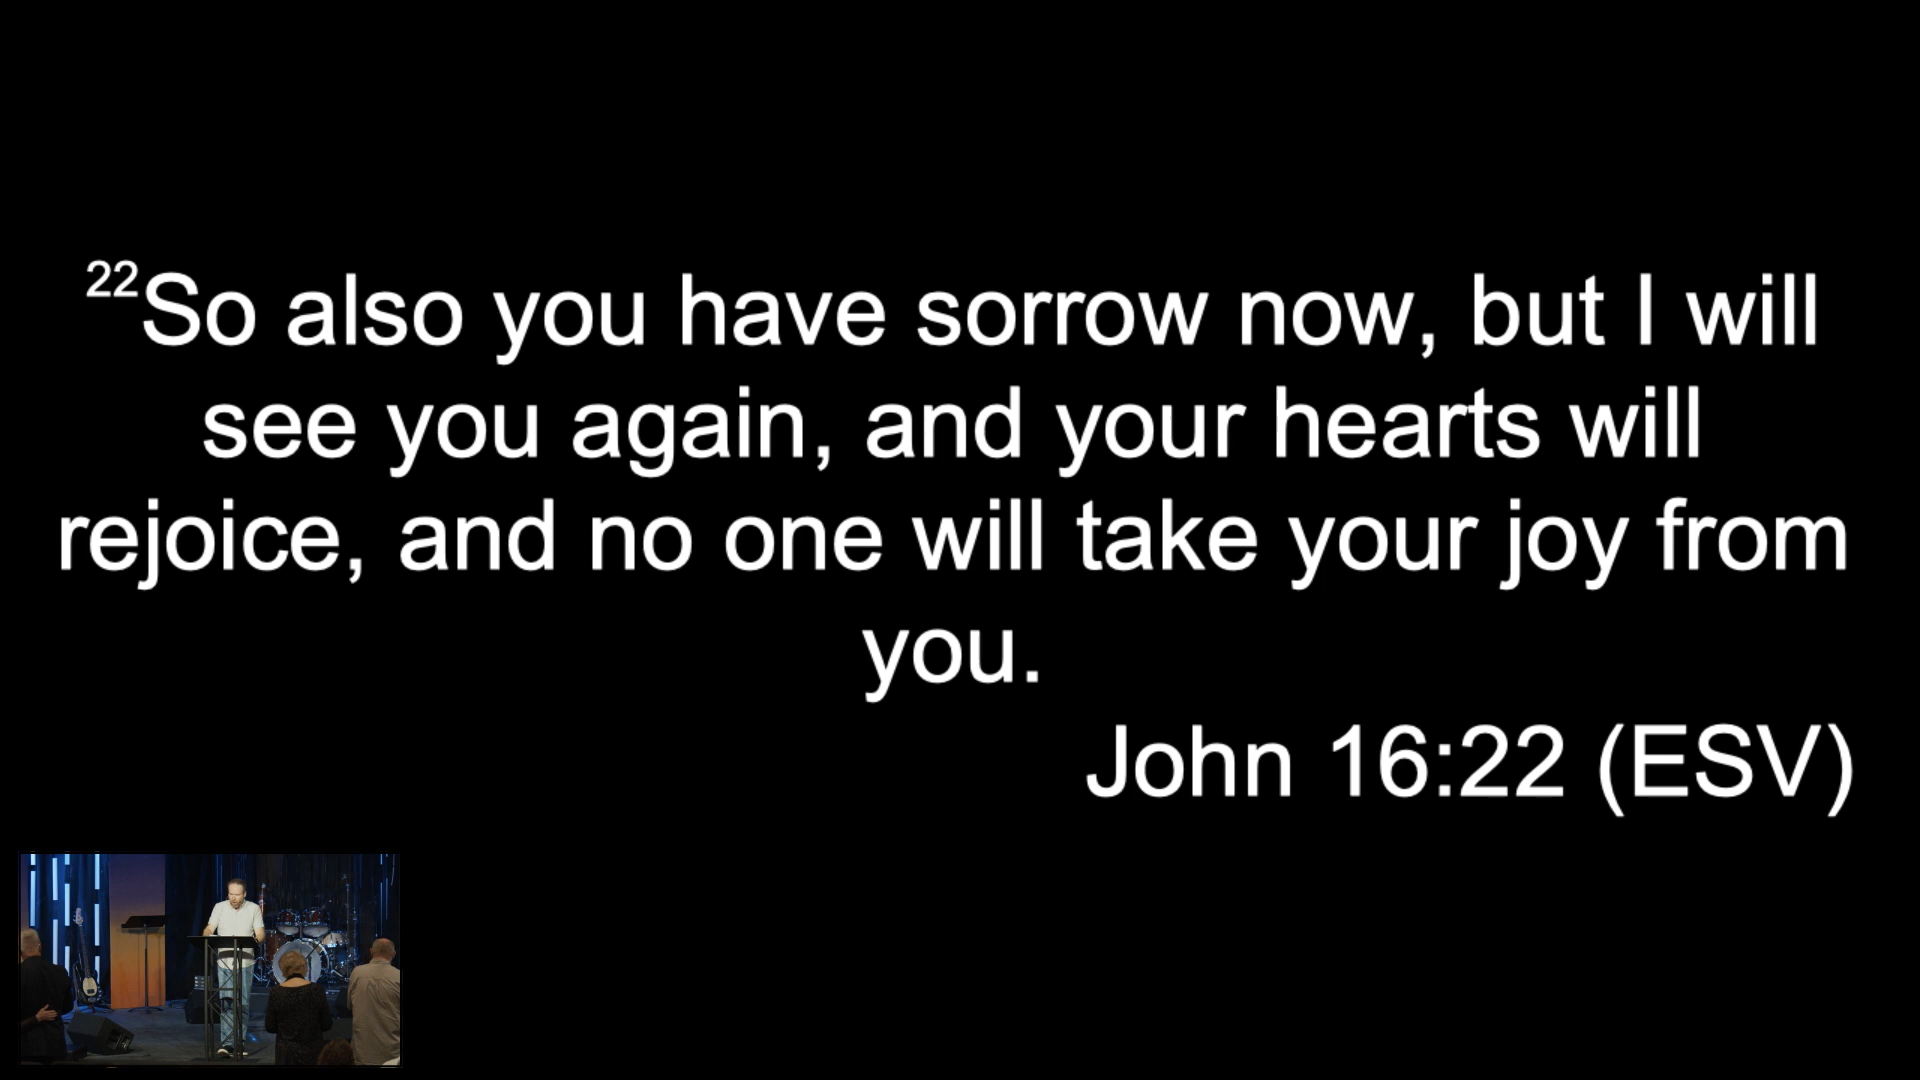 22So also you have sorrow now, but I will
see you again, and your hearts will
rejoice, and no one will take your joy from
you.
John 16:22 (ESV)